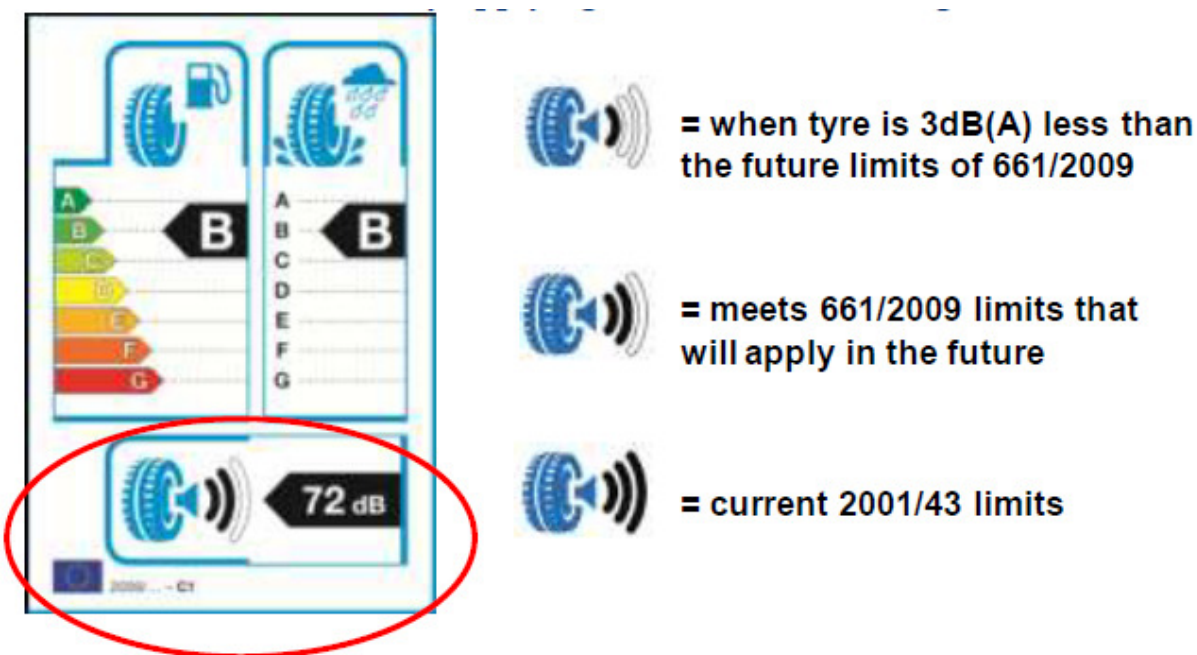 A
B
C
D
E
F
G
B
A
B
C
D
E
F
G
B
72 dB
C1
= when tyre is 3dB(A) less than
the future limits of 661/2009
= meets 661/2009 limits that
will apply in the future
= current 2001/43 limits